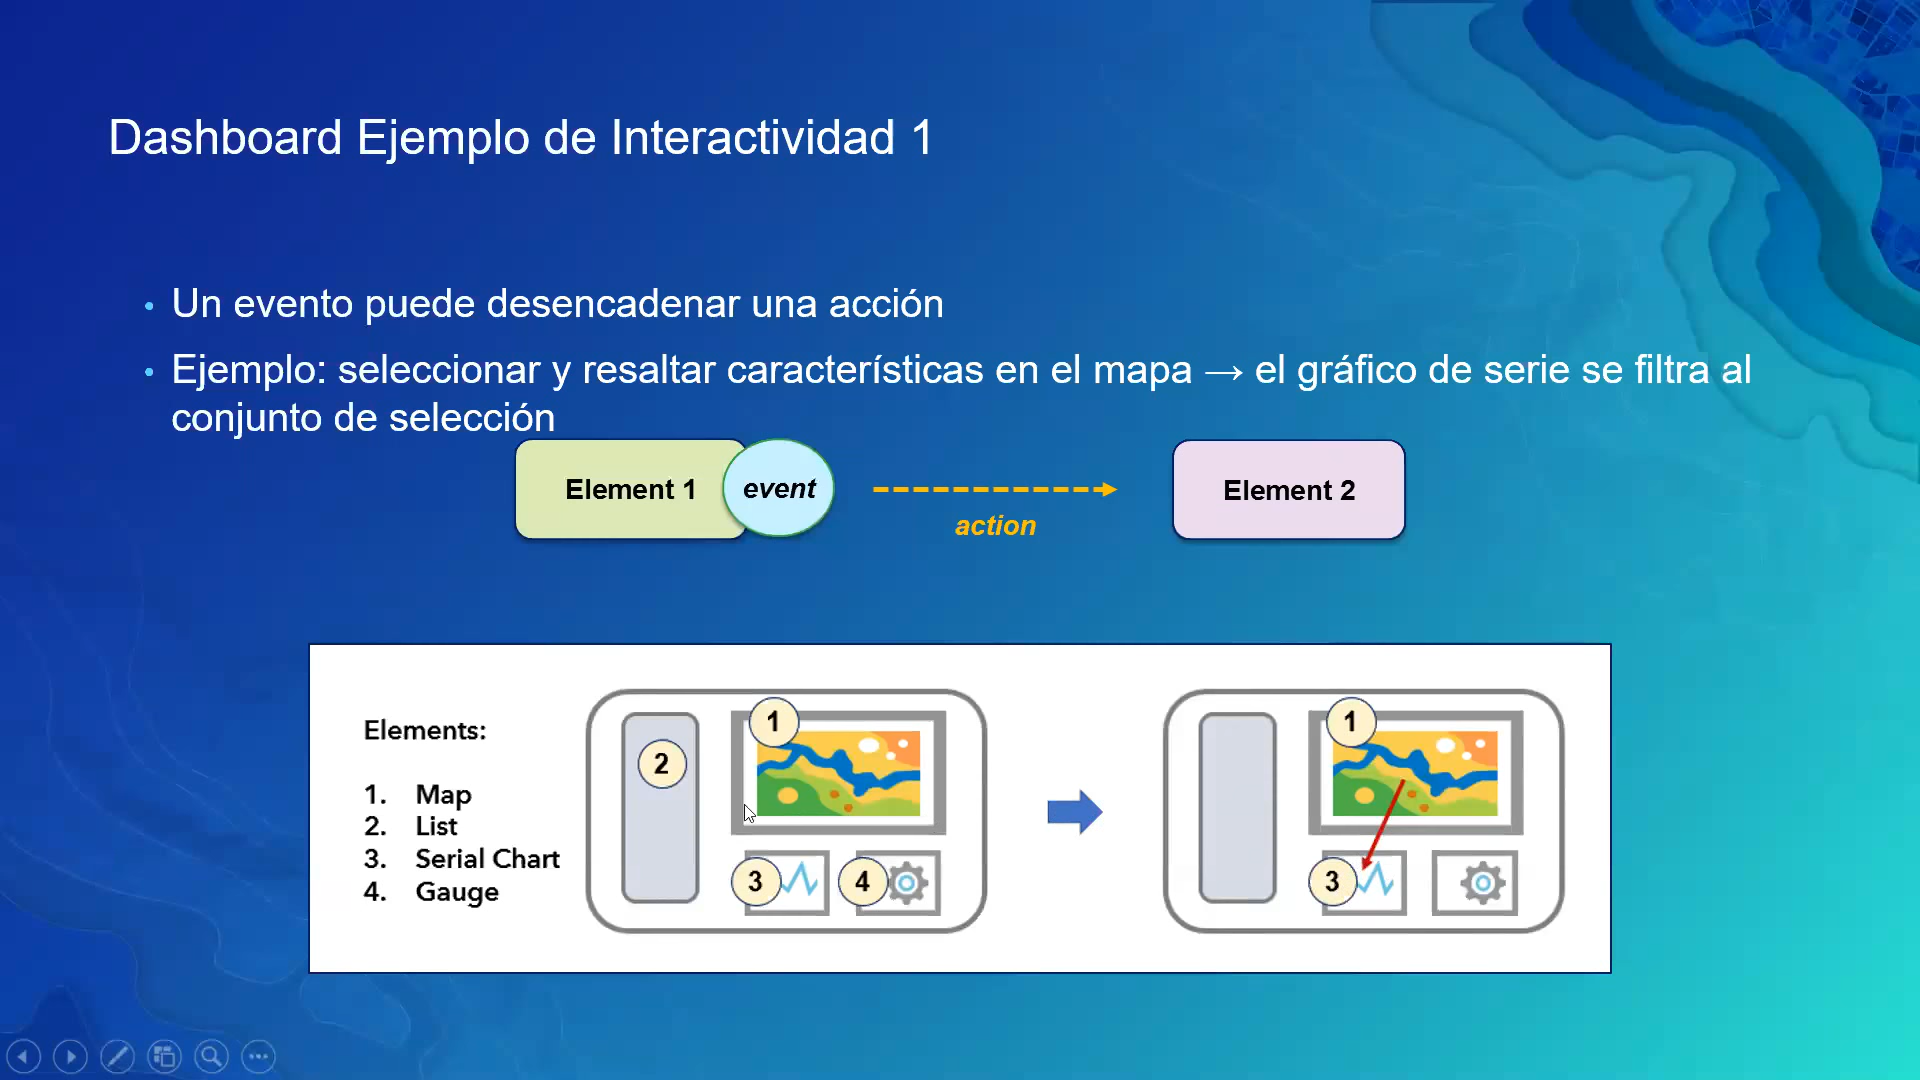 Dashboard Ejemplo de Interactividad 1
• Un evento puede desencadenar una acción
• Ejemplo: seleccionar y resaltar características en el mapa → el gráfico de serie se filtra al
conjunto de selección
Element 1
event
action
Element 2
Elements:
1. Map
2. List
3. Serial Chart
4. Gauge
1
2
3
4
1
3